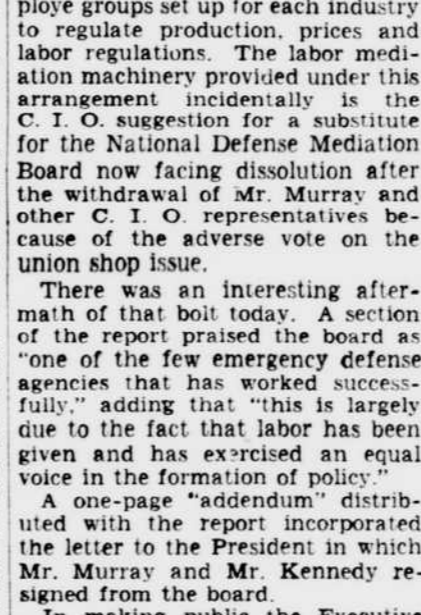 ploye groups set up for each industry
to regulate production, prices and
labor regulations. The labor medi-
ation machinery provided under this
arrangement incidentally is the
C. I. O. suggestion for a substitute
for the National Defense Mediation
Board now facing dissolution after
the withdrawal of Mr. Murray and
other C. I. O. representatives be-
cause of the adverse vote on the
union shop issue.
There was an interesting after-
math of that bolt today. A section
of the report praised the board as
"one of the few emergency defense
agencies that has worked success-
fully," adding that "this is largely
due to the fact that labor has been
given and has exercised an equal
voice in the formation of policy."
A one-page "addendum" distrib-
uted with the report incorporated
the letter to the President in which
Mr. Murray and Mr. Kennedy re-
signed from the board.
In making public the Executive